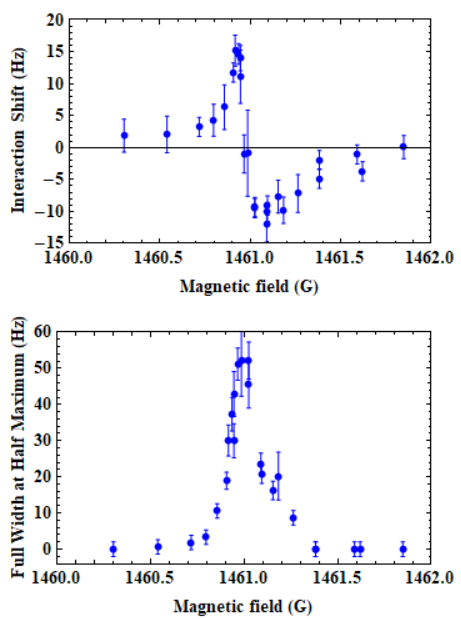 20
15
10
5
0
−5
−10
−15
Interaction Shift (Hz)
1460.0 1460.5 1461.0 1461.5 1462.0
Magnetic field (G)
60
50
40
30
20
10
0
Full Width at Half Maximum (Hz)
1460.0 1460.5 1461.0 1461.5 1462.0
Magnetic field (G)